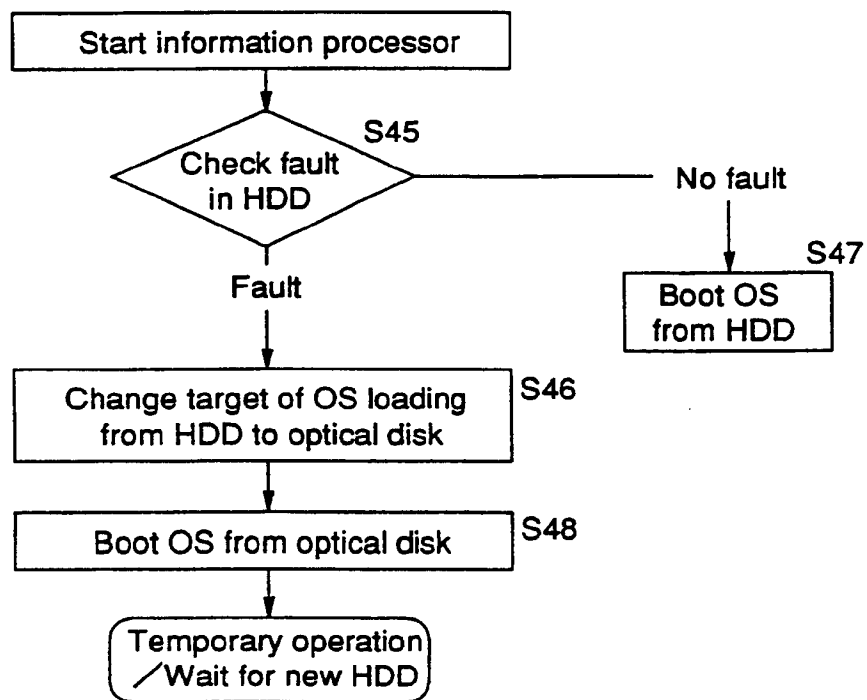 Start information processor
S45
Check fault
in HDD
No fault
Fault
S47
Boot OS
from HDD
Change target of OS loading
from HDD to optical disk
S46
Boot OS from optical disk
S48
Temporary operation
/Wait for new HDD